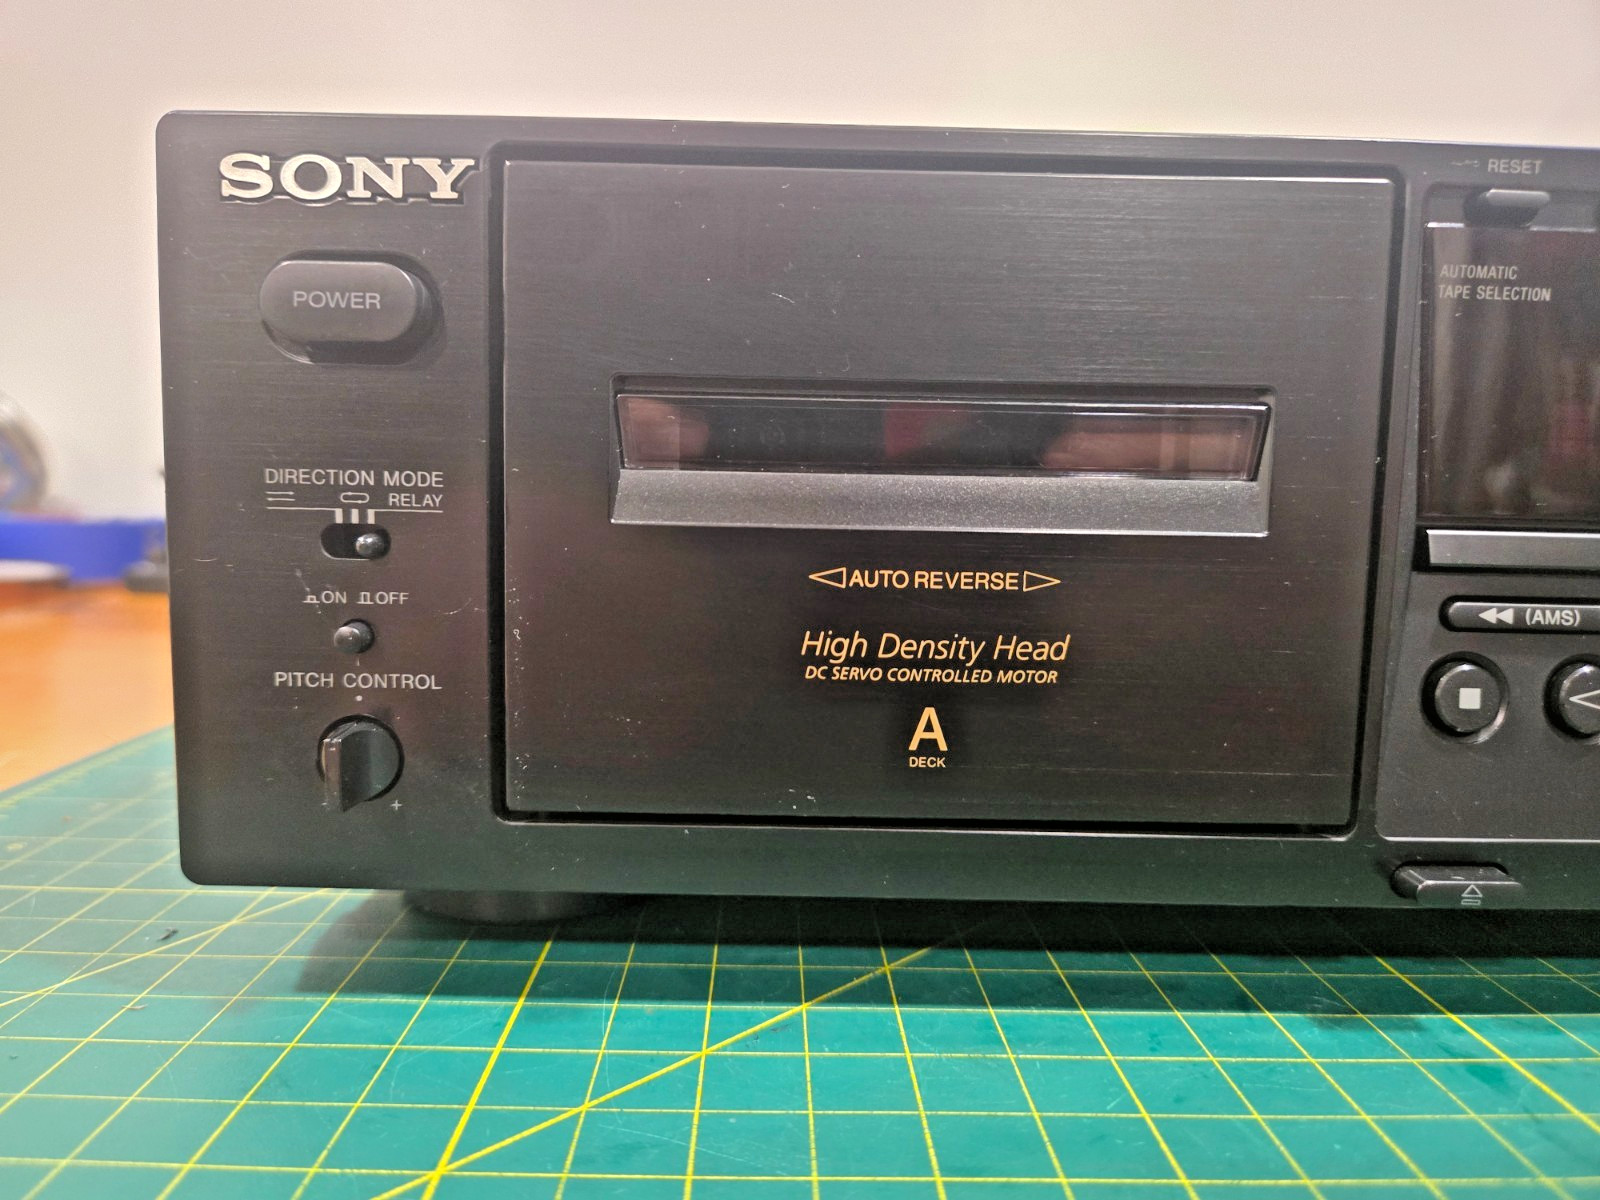 SONY
POWER
DIRECTION MODE
RELAY
ON OFF
PITCH CONTROL
+
AUTO REVERSE
High Density Head
DC SERVO CONTROLLED MOTOR
A
DECK
RESET
AUTOMATIC
TAPE SELECTION
(AMS)